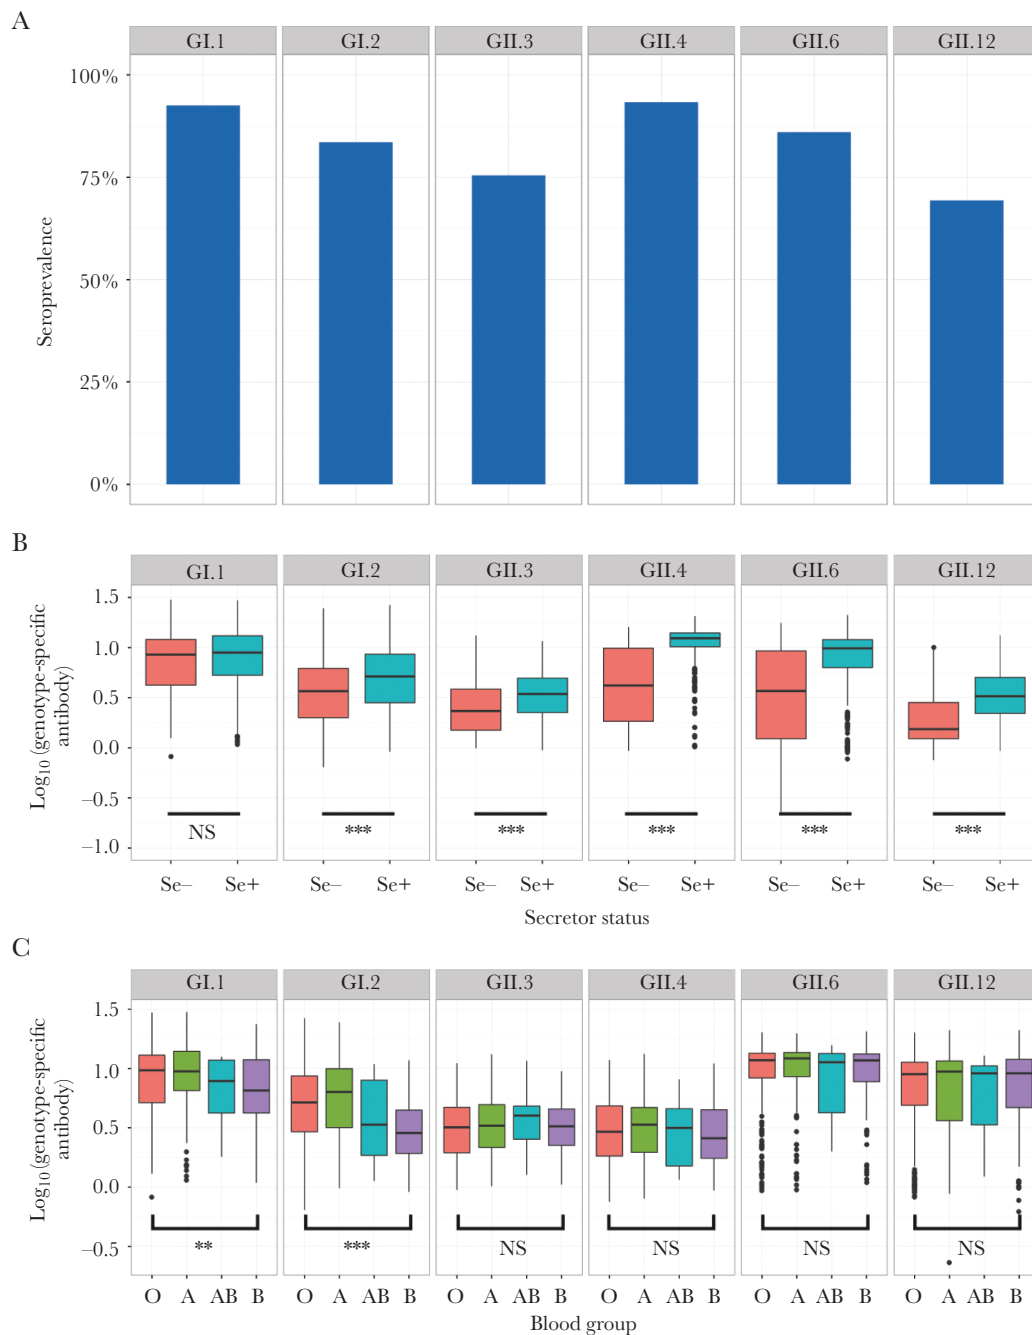 A
GI.1 GI.2 GII.3 GII.4 GII.6 GII.12
100%
75%
50%
25%
0%
Seroprevalence
B
GI.1 GI.2 GII.3 GII.4 GII.6 GII.12
1.5
1.0
0.5
0.0
–0.5
–1.0
Log10 (genotype-specific
antibody)
NS *** *** *** *** ***
Se– Se+ Se– Se+ Se– Se+ Se– Se+ Se– Se+ Se– Se+
Secretor status
C
GI.1 GI.2 GII.3 GII.4 GII.6 GII.12
1.5
1.0
0.5
0.0
–0.5
Log10 (genotype-specific
antibody)
** *** NS NS NS NS
O A AB B O A AB B O A AB B O A AB B O A AB B O A AB B
Blood group